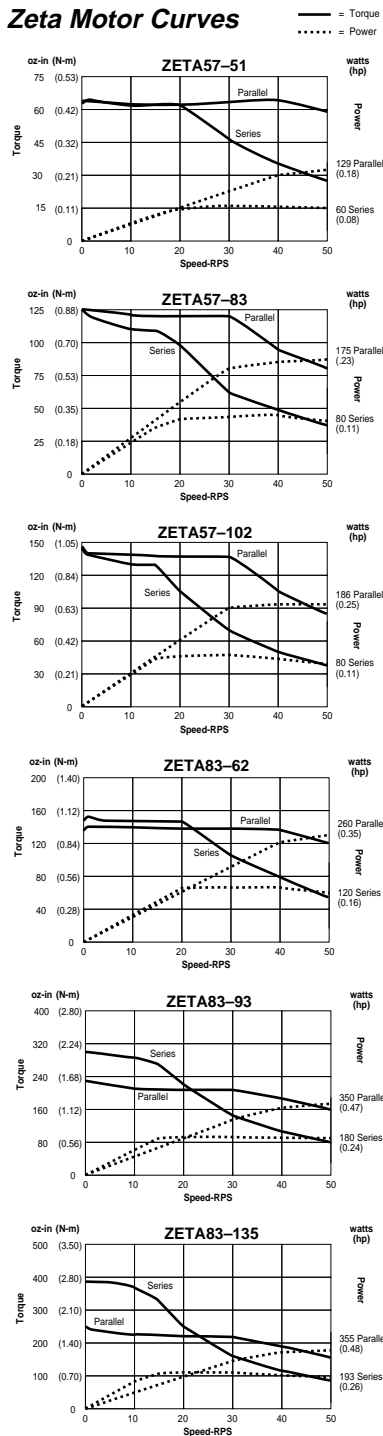 Zeta Motor Curves
= Torque
= Power
oz-in (N-m)
ZETA57–51
watts
(hp)
75 (0.53)
60 (0.42)
45 (0.32)
30 (0.21)
15 (0.11)
0
Torque
Parallel
Series
Power
129 Parallel
(0.18)
60 Series
(0.08)
0 10 20 30 40 50
Speed-RPS
oz-in (N-m)
ZETA57–83
watts
(hp)
125 (0.88)
100 (0.70)
75 (0.53)
50 (0.35)
25 (0.18)
0
Torque
Parallel
Series
175 Parallel
(.23)
Power
80 Series
(0.11)
0 10 20 30 40 50
Speed-RPS
oz-in (N-m)
ZETA57–102
watts
(hp)
150 (1.05)
120 (0.84)
90 (0.63)
60 (0.42)
30 (0.21)
0
Torque
Parallel
Series
186 Parallel
(0.25)
Power
80 Series
(0.11)
0 10 20 30 40 50
Speed-RPS
oz-in (N-m)
ZETA83–62
watts
(hp)
200 (1.40)
160 (1.12)
120 (0.84)
80 (0.56)
40 (0.28)
0
Torque
Parallel
Series
260 Parallel
(0.35)
Power
120 Series
(0.16)
0 10 20 30 40 50
Speed-RPS
oz-in (N-m)
ZETA83–93
watts
(hp)
400 (2.80)
320 (2.24)
240 (1.68)
160 (1.12)
80 (0.56)
0
Torque
Series
Parallel
Power
350 Parallel
(0.47)
180 Series
(0.24)
0 10 20 30 40 50
Speed-RPS
oz-in (N-m)
ZETA83–135
watts
(hp)
500 (3.50)
400 (2.80)
300 (2.10)
200 (1.40)
100 (0.70)
0
Torque
Series
Parallel
Power
355 Parallel
(0.48)
193 Series
(0.26)
0 10 20 30 40 50
Speed-RPS